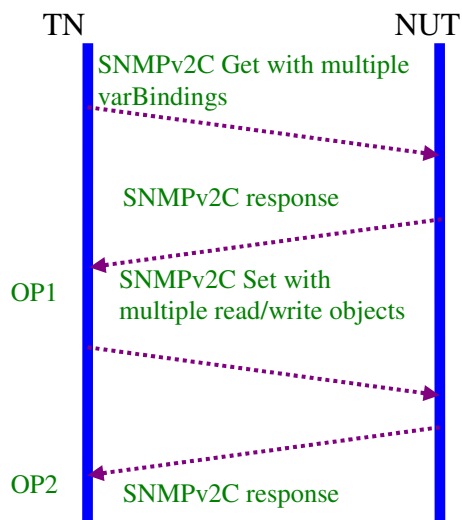 TN NUT
SNMPv2C Get with multiple
varBindings
SNMPv2C response
OP1
SNMPv2C Set with
multiple read/write objects
OP2
SNMPv2C response